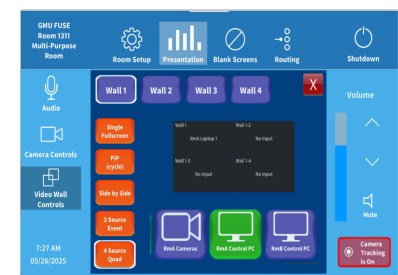 GMU FUSE
Room 1311
Multi-Purpose
Room
Room Setup
Presentation
Blank Screens
Routing
Shutdown
Audio
Camera Controls
Video Wall
Controls
7:27 AM
05/26/2025
Wall 1
Wall 2
Wall 3
Wall 4
X
Single
Fullscreen
PiP
(cycle)
Side by Side
2 Source
Event
4 Source
Quad
Wall 1
Wall 1-2
RmA Laptop 1
No Input
Wall 1-3
Wall 1-4
No Input
No Input
RmA Cameras
RmA Control PC
RmB Control PC
Volume
Mute
Camera
Tracking
is On